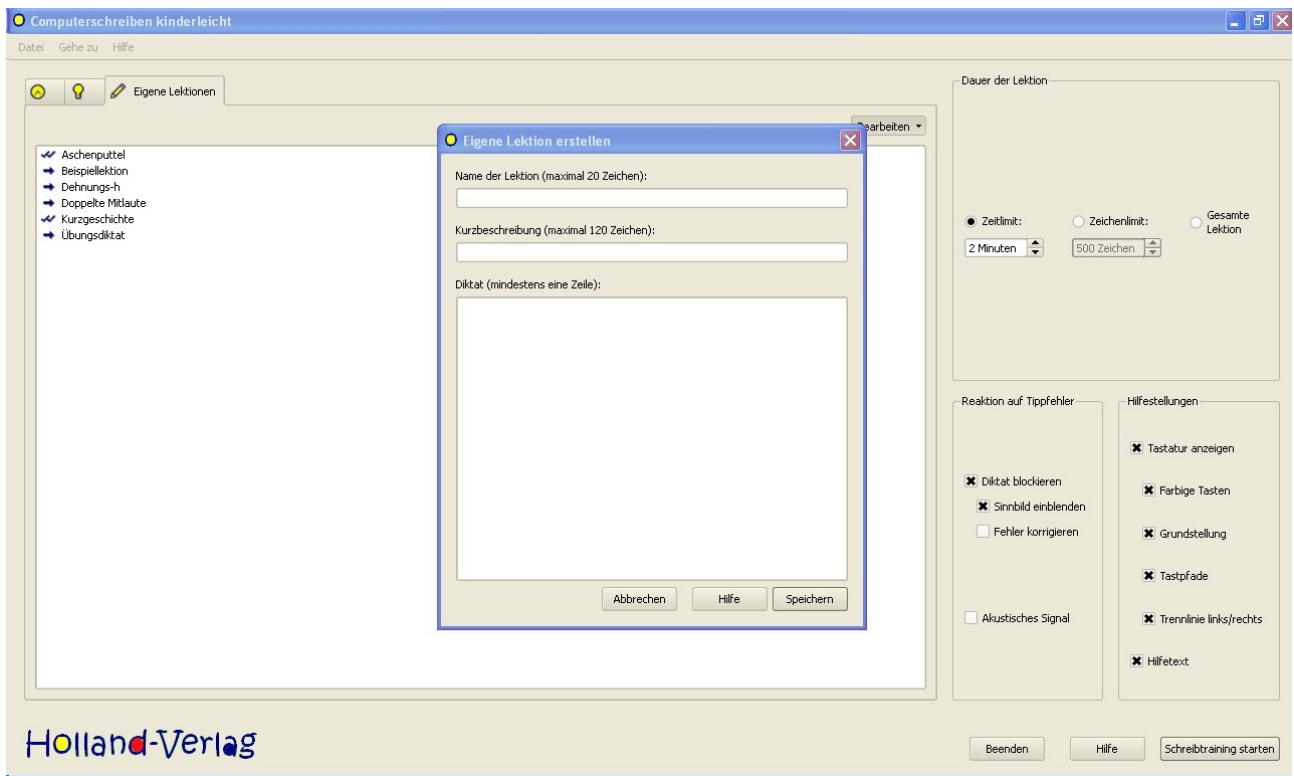 Computerschreiben kinderleicht
Datei Gehe zu Hilfe
Eigene Lektionen
Bearbeiten
Aschenputtel
Beispiellektion
Dehnungs-h
Doppelte Mitlaute
Kurzgeschichte
Übungsdiktat
Eigene Lektion erstellen
Name der Lektion (maximal 20 Zeichen):
Kurzbeschreibung (maximal 120 Zeichen):
Diktat (mindestens eine Zeile):
Abbrechen Hilfe Speichern
Dauer der Lektion
Zeitlimit: Zeichenlimit: Gesamte
Lektion
2 Minuten 500 Zeichen
Reaktion auf Tippfehler
Diktat blockieren
Sinnbild einblenden
Fehler korrigieren
Akustisches Signal
Hilfestellungen
Tastatur anzeigen
Farbige Tasten
Grundstellung
Tastpfade
Trennlinie links/rechts
Hilfetext
Holland-Verlag
Beenden Hilfe Schreibtraining starten